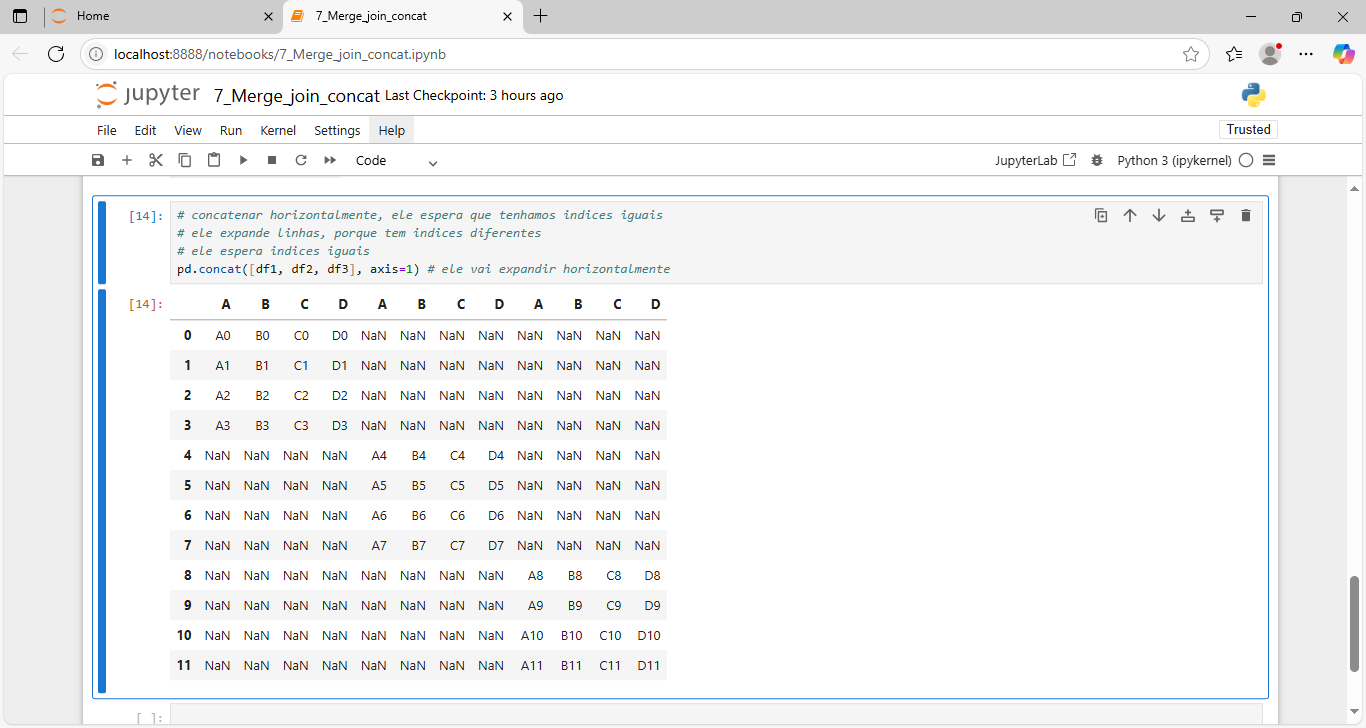 Home
7_Merge_join_concat
localhost:8888/notebooks/7_Merge_join_concat.ipynb
jupyter 7_Merge_join_concat Last Checkpoint: 3 hours ago
File Edit View Run Kernel Settings Help
Trusted
Code
JupyterLab
Python 3 (ipykernel)
[14]:
# concatenar horizontalmente, ele espera que tenhamos indices iguais
# ele expande linhas, porque tem indices diferentes
# ele espera indices iguais
pd.concat([df1, df2, df3], axis=1) # ele vai expandir horizontalmente
[14]:
A B C D A B C D A B C D
0 A0 B0 C0 D0 NaN NaN NaN NaN NaN NaN NaN NaN
1 A1 B1 C1 D1 NaN NaN NaN NaN NaN NaN NaN NaN
2 A2 B2 C2 D2 NaN NaN NaN NaN NaN NaN NaN NaN
3 A3 B3 C3 D3 NaN NaN NaN NaN NaN NaN NaN NaN
4 NaN NaN NaN NaN A4 B4 C4 D4 NaN NaN NaN NaN
5 NaN NaN NaN NaN A5 B5 C5 D5 NaN NaN NaN NaN
6 NaN NaN NaN NaN A6 B6 C6 D6 NaN NaN NaN NaN
7 NaN NaN NaN NaN A7 B7 C7 D7 NaN NaN NaN NaN
8 NaN NaN NaN NaN NaN NaN NaN NaN A8 B8 C8 D8
9 NaN NaN NaN NaN NaN NaN NaN NaN A9 B9 C9 D9
10 NaN NaN NaN NaN NaN NaN NaN NaN A10 B10 C10 D10
11 NaN NaN NaN NaN NaN NaN NaN NaN A11 B11 C11 D11
[ ]: